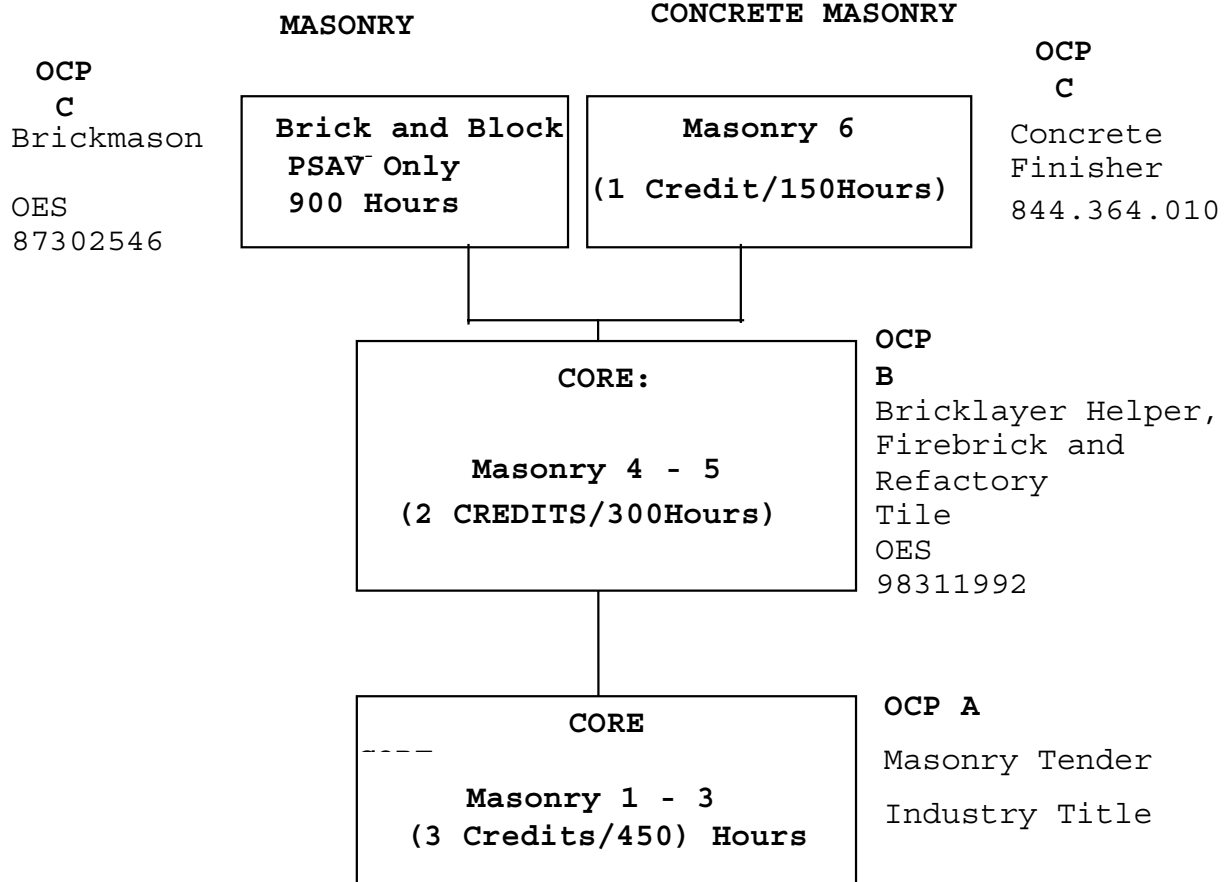 MASONRY
CONCRETE MASONRY
OCP
C
Brickmason
OES
87302546
Brick and Block
PSAV Only
900 Hours
Masonry 6
(1 Credit/150Hours)
OCP
C
Concrete
Finisher
844.364.010
CORE:
Masonry 4 - 5
(2 CREDITS/300Hours)
OCP
B
Bricklayer Helper,
Firebrick and
Refactory
Tile
OES
98311992
CORE
Masonry 1 - 3
(3 Credits/450) Hours
OCP A
Masonry Tender
Industry Title